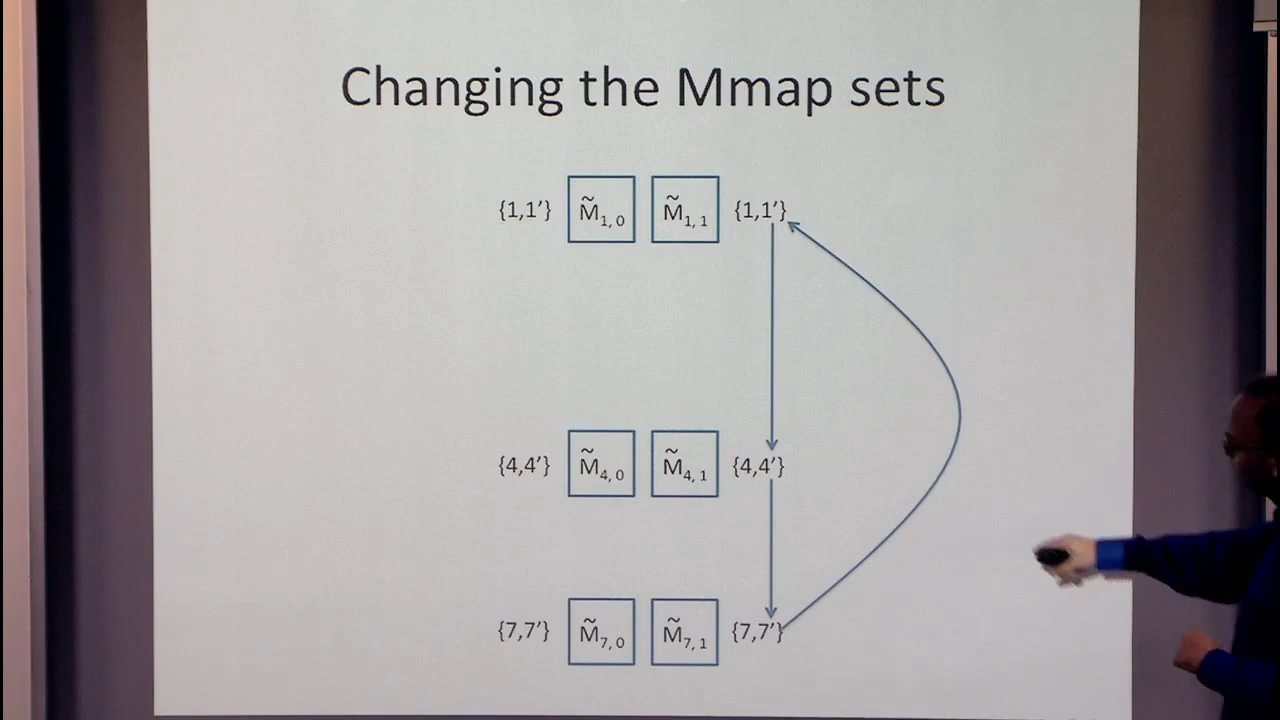 Changing the Mmap sets
{1,1′} M̃1, 0 M̃1, 1 {1,1′}
{4,4′} M̃4, 0 M̃4, 1 {4,4′}
{7,7′} M̃7, 0 M̃7, 1 {7,7′}